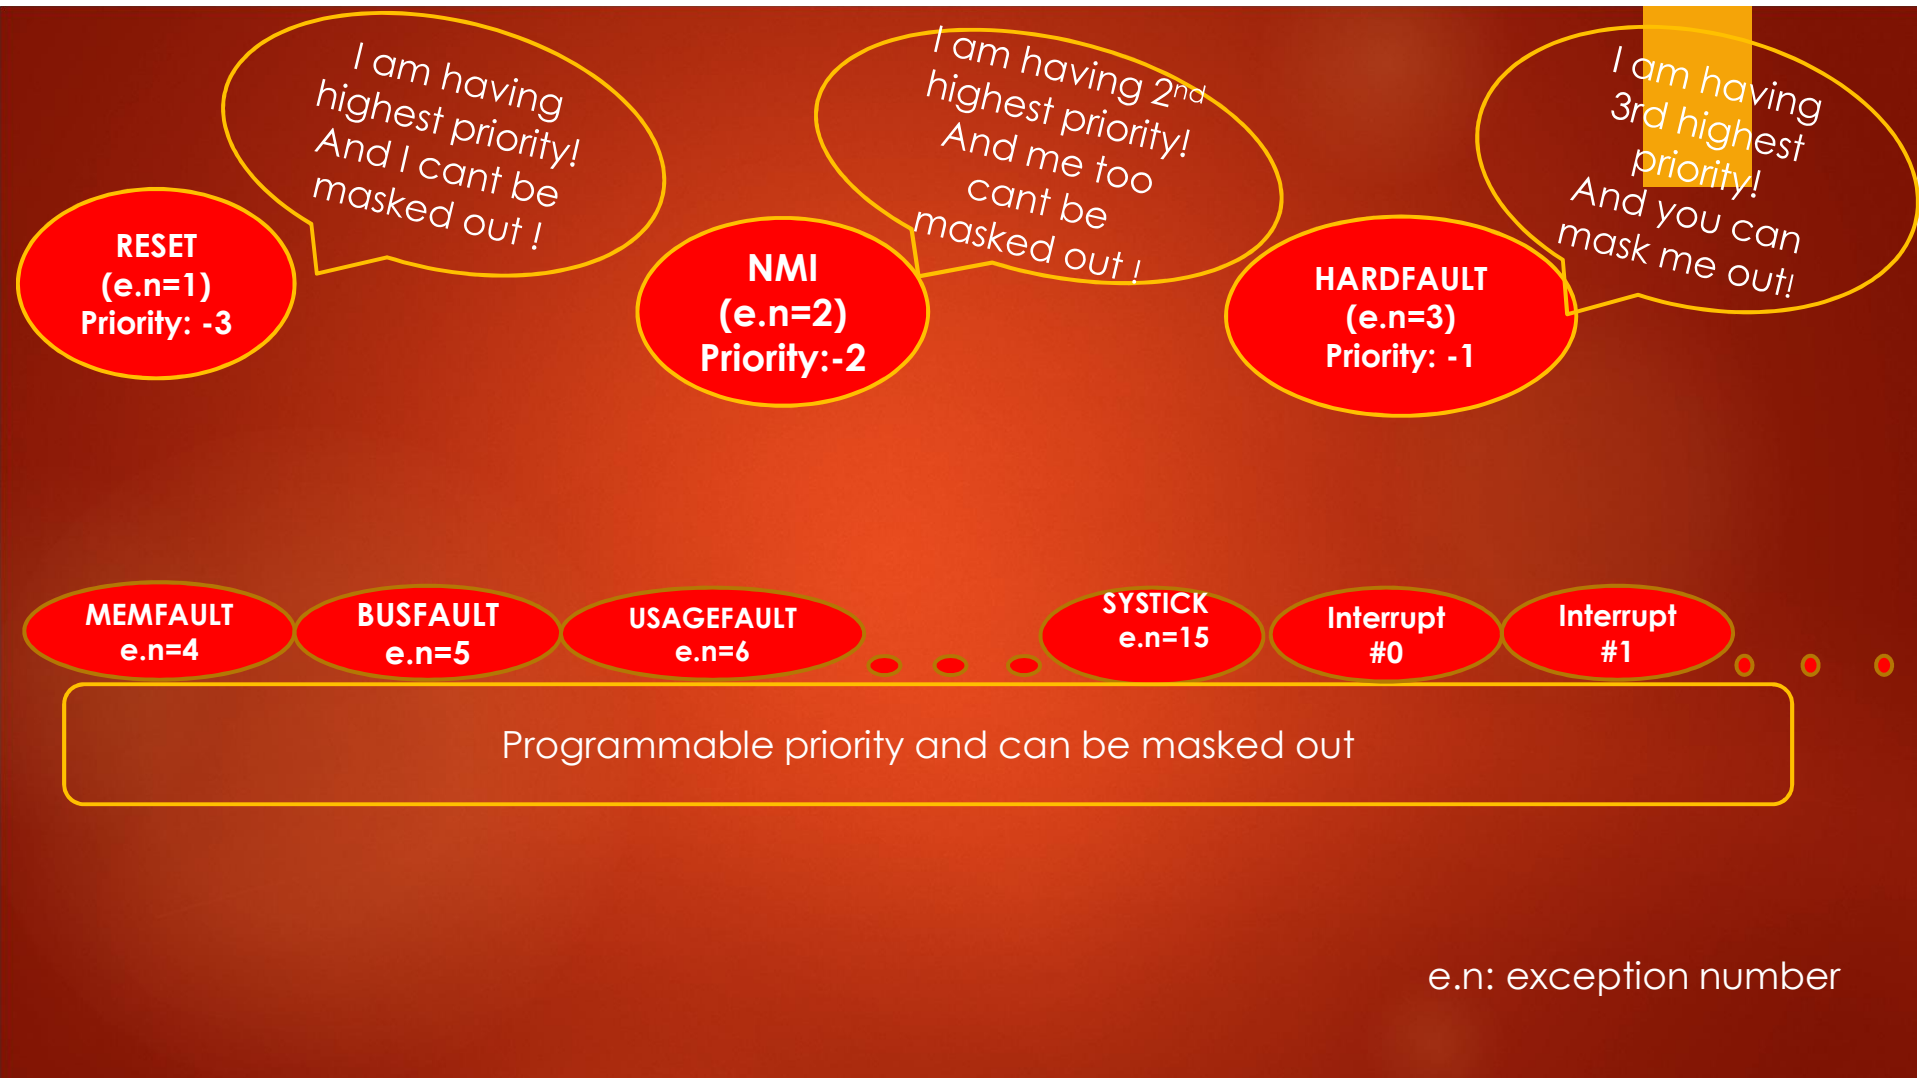 I am having
highest priority!
And I cant be
masked out !
RESET
(e.n=1)
Priority: -3
I am having 2nd
highest priority!
And me too
cant be
masked out !
NMI
(e.n=2)
Priority:-2
I am having
3rd highest
priority!
And you can
mask me out!
HARDFAULT
(e.n=3)
Priority: -1
MEMFAULT
e.n=4
BUSFAULT
e.n=5
USAGEFAULT
e.n=6
SYSTICK
e.n=15
Interrupt
#0
Interrupt
#1
Programmable priority and can be masked out
e.n: exception number